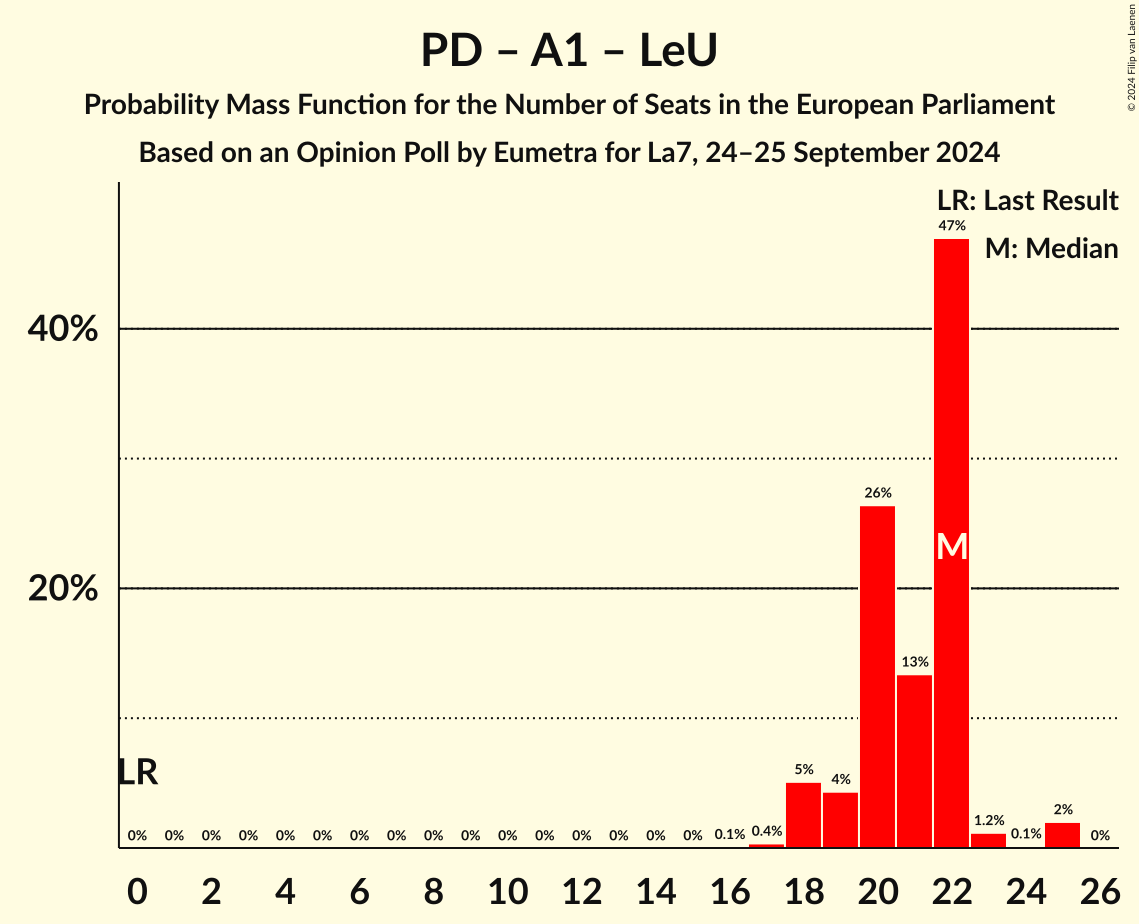 PD – A1 – LeU
Probability Mass Function for the Number of Seats in the European Parliament
Based on an Opinion Poll by Eumetra for La7, 24–25 September 2024
© 2024 Filip van Laenen
LR: Last Result
M: Median
40%
20%
LR
M
0% 0% 0% 0% 0% 0% 0% 0% 0% 0% 0% 0% 0% 0% 0% 0% 0.1% 0.4% 5% 4% 26% 13% 47% 1.2% 0.1% 2% 0%
0 2 4 6 8 10 12 14 16 18 20 22 24 26